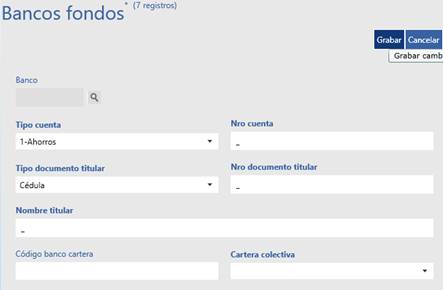 Bancos fondos* (7 registros)
Grabar Cancelar
Grabar camb
Banco
Tipo cuenta Nro cuenta
1-Ahorros _
Tipo documento titular Nro documento titular
Cédula _
Nombre titular
_
Código banco cartera Cartera colectiva